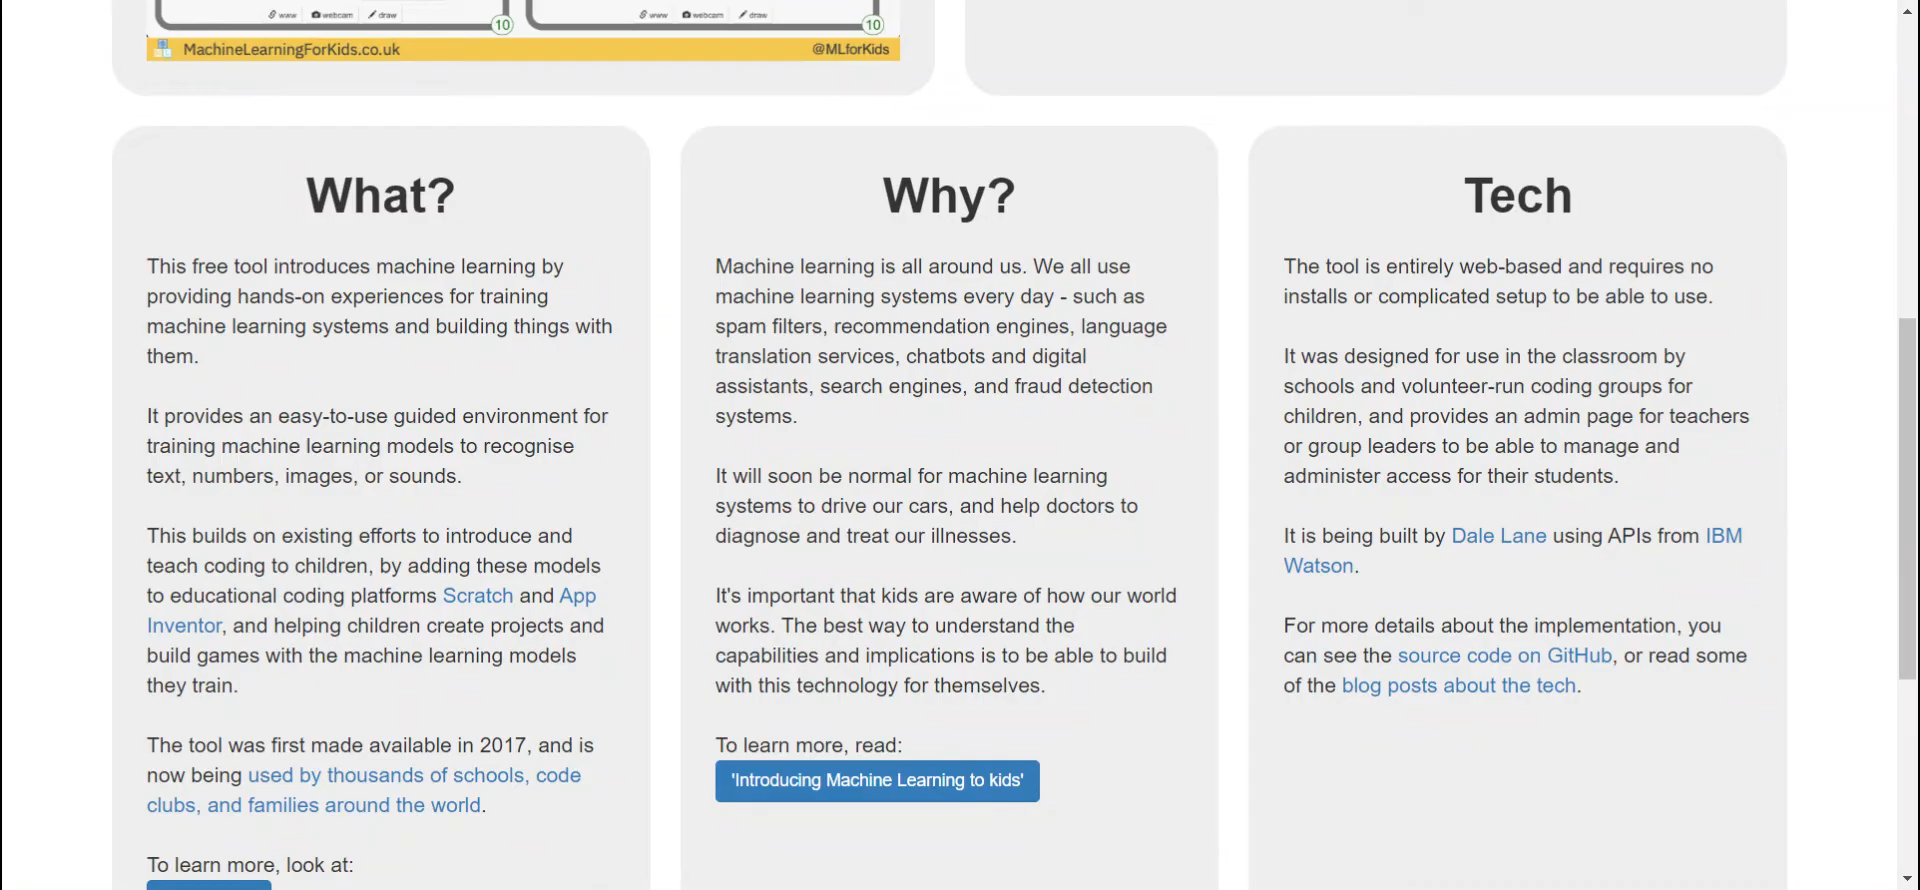 www webcam draw 10 www webcam draw 10
MachineLearningForKids.co.uk @MLforKids
What?
This free tool introduces machine learning by
providing hands-on experiences for training
machine learning systems and building things with
them.
It provides an easy-to-use guided environment for
training machine learning models to recognise
text, numbers, images, or sounds.
This builds on existing efforts to introduce and
teach coding to children, by adding these models
to educational coding platforms Scratch and App
Inventor, and helping children create projects and
build games with the machine learning models
they train.
The tool was first made available in 2017, and is
now being used by thousands of schools, code
clubs, and families around the world.
To learn more, look at:
Why?
Machine learning is all around us. We all use
machine learning systems every day - such as
spam filters, recommendation engines, language
translation services, chatbots and digital
assistants, search engines, and fraud detection
systems.
It will soon be normal for machine learning
systems to drive our cars, and help doctors to
diagnose and treat our illnesses.
It's important that kids are aware of how our world
works. The best way to understand the
capabilities and implications is to be able to build
with this technology for themselves.
To learn more, read:
'Introducing Machine Learning to kids'
Tech
The tool is entirely web-based and requires no
installs or complicated setup to be able to use.
It was designed for use in the classroom by
schools and volunteer-run coding groups for
children, and provides an admin page for teachers
or group leaders to be able to manage and
administer access for their students.
It is being built by Dale Lane using APIs from IBM
Watson.
For more details about the implementation, you
can see the source code on GitHub, or read some
of the blog posts about the tech.